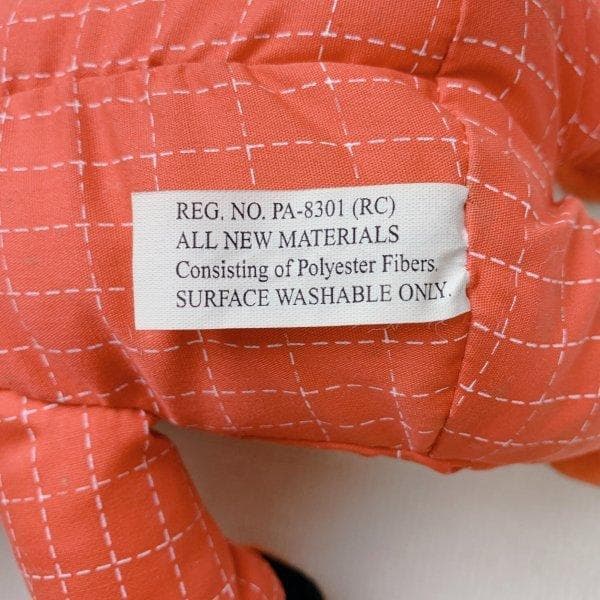 REG. NO. PA-8301 (RC)
ALL NEW MATERIALS
Consisting of Polyester Fibers.
SURFACE WASHABLE ONLY.